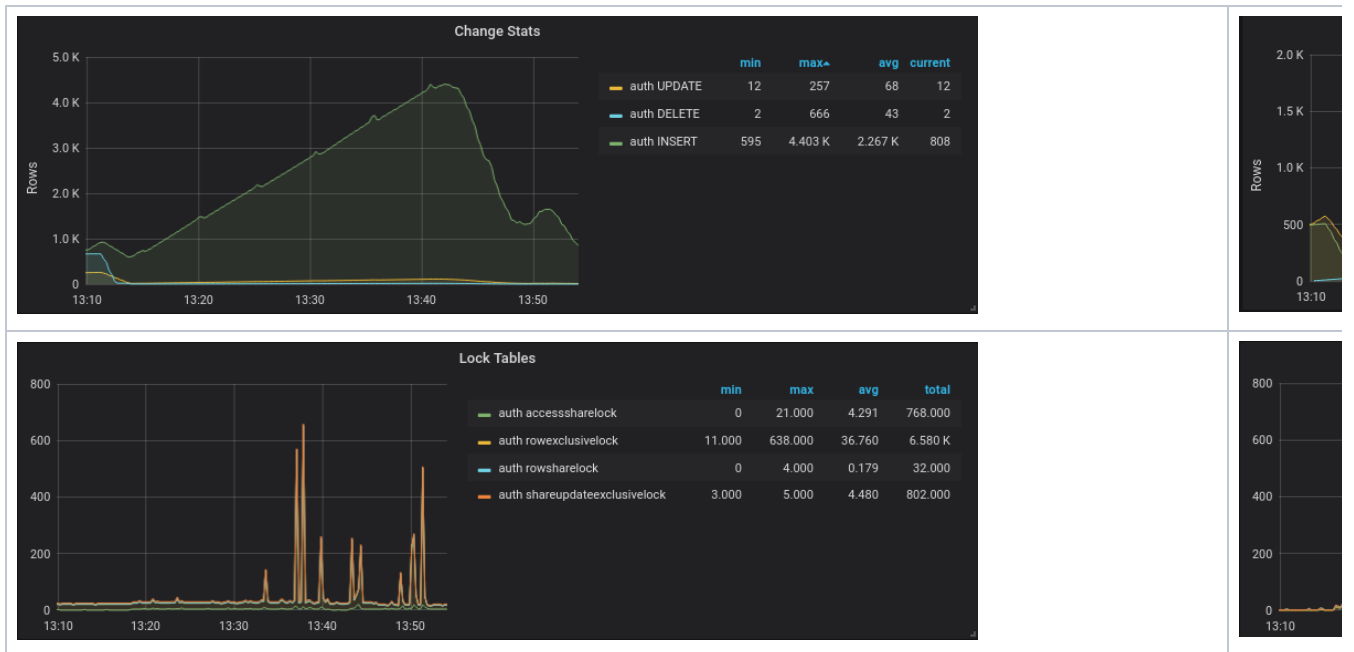 Change Stats
5.0 K
4.0 K
3.0 K
2.0 K
1.0 K
0
Rows
13:10 13:20 13:30 13:40 13:50
min max avg current
auth UPDATE 12 257 68 12
auth DELETE 2 666 43 2
auth INSERT 595 4.403 K 2.267 K 808
2.0 K
1.5 K
1.0 K
500
0
Rows
13:10
Lock Tables
800
600
400
200
0
13:10 13:20 13:30 13:40 13:50
min max avg total
auth accesssharelock 0 21.000 4.291 768.000
auth rowexclusivelock 11.000 638.000 36.760 6.580 K
auth rowsharelock 0 4.000 0.179 32.000
auth shareupdateexclusivelock 3.000 5.000 4.480 802.000
800
600
400
200
0
13:10